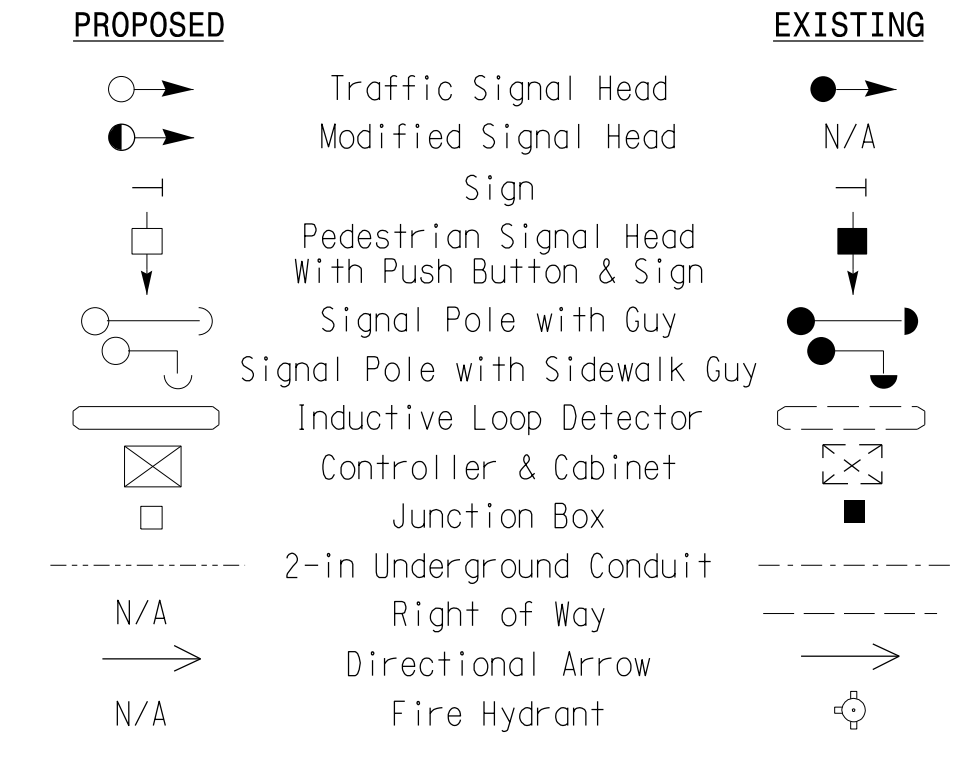 PROPOSED EXISTING
Traffic Signal Head
Modified Signal Head N/A
Sign
Pedestrian Signal Head
With Push Button & Sign
Signal Pole with Guy
Signal Pole with Sidewalk Guy
Inductive Loop Detector
Controller & Cabinet
Junction Box
2-in Underground Conduit
N/A Right of Way
Directional Arrow
N/A Fire Hydrant